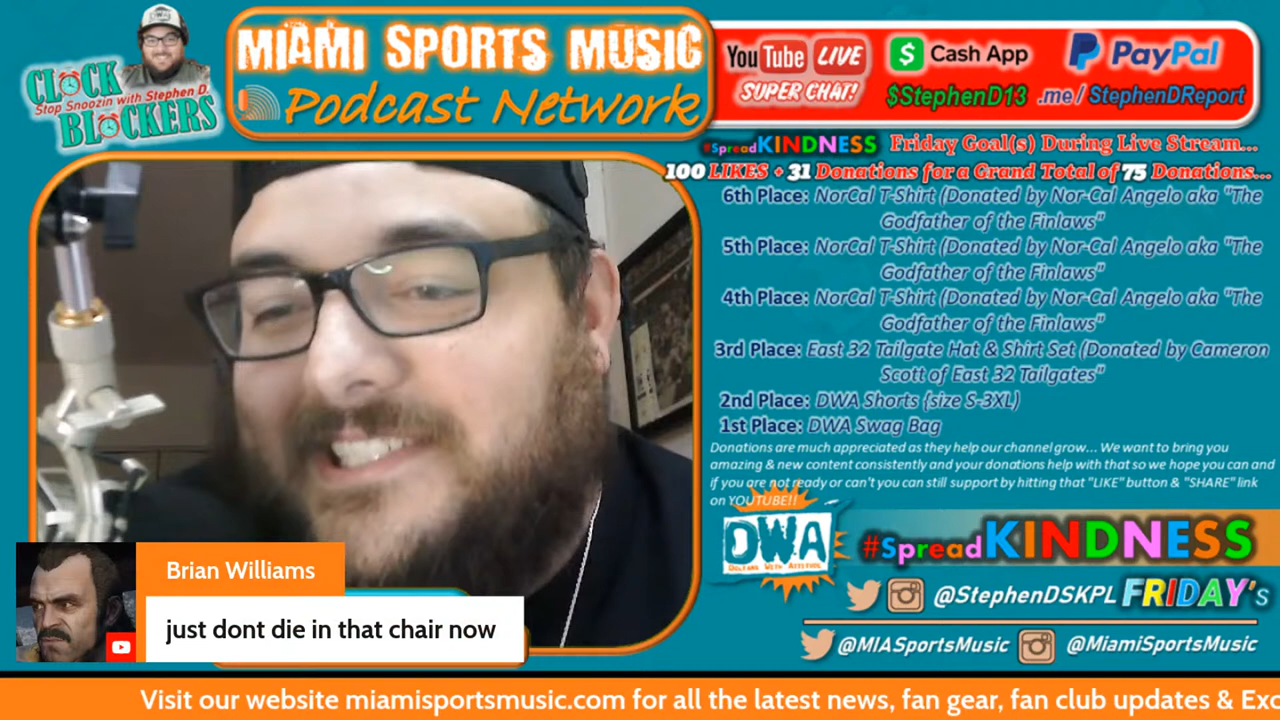 DWA
CLOCK
Stop Snoozin with Stephen D.
BLOCKERS
MIAMI SPORTS MUSIC
Podcast Network
YouTube LIVE
SUPER CHAT!
$ Cash App
$StephenD13
PayPal
.me/StephenDReport
#SpreadKINDNESS Friday Goal(s) During Live Stream...
100 LIKES + 31 Donations for a Grand Total of 75 Donations...
6th Place: NorCal T-Shirt (Donated by Nor-Cal Angelo aka "The
Godfather of the Finlaws"
5th Place: NorCal T-Shirt (Donated by Nor-Cal Angelo aka "The
Godfather of the Finlaws"
4th Place: NorCal T-Shirt (Donated by Nor-Cal Angelo aka "The
Godfather of the Finlaws"
3rd Place: East 32 Tailgate Hat & Shirt Set (Donated by Cameron
Scott of East 32 Tailgates"
2nd Place: DWA Shorts {size S-3XL)
1st Place: DWA Swag Bag
Donations are much appreciated as they help our channel grow... We want to bring you
amazing & new content consistently and your donations help with that so we hope you can and
if you are not ready or can't you can still support by hitting that "LIKE" button & "SHARE" link
on YOUTUBE!!
DWA
DOLFANS WITH ATTITUDE
#SpreadKINDNESS
@StephenDSKPL FRIDAY's
@MIASportsMusic @MiamiSportsMusic
Brian Williams
just dont die in that chair now
Visit our website miamisportsmusic.com for all the latest news, fan gear, fan club updates & Exc